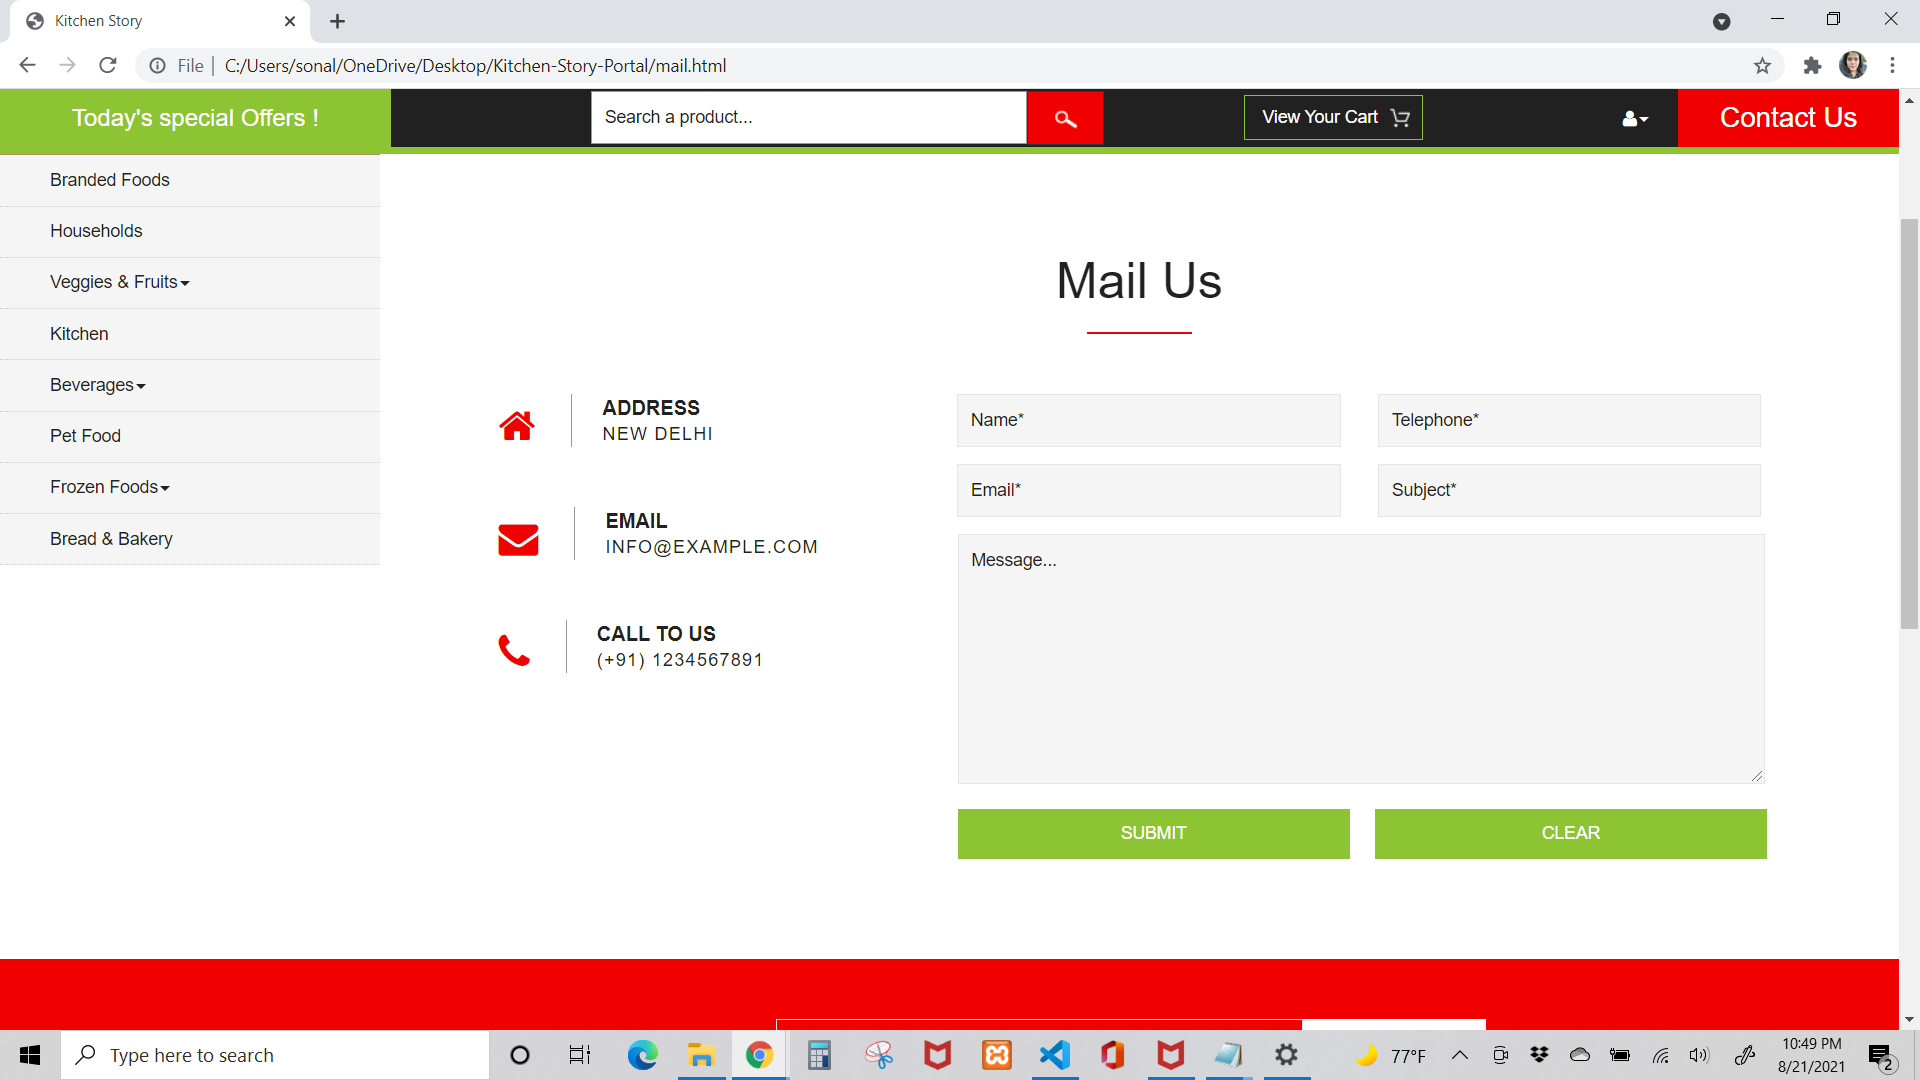 Kitchen Story
File
C:/Users/sonal/OneDrive/Desktop/Kitchen-Story-Portal/mail.html
Today's special Offers !
Search a product...
View Your Cart
Contact Us
Branded Foods
Households
Veggies & Fruits
Kitchen
Beverages
Pet Food
Frozen Foods
Bread & Bakery
Mail Us
ADDRESS
NEW DELHI
EMAIL
INFO@EXAMPLE.COM
CALL TO US
(+91) 1234567891
Name*
Telephone*
Email*
Subject*
Message...
SUBMIT
CLEAR
Type here to search
77°F
10:49 PM
8/21/2021
2